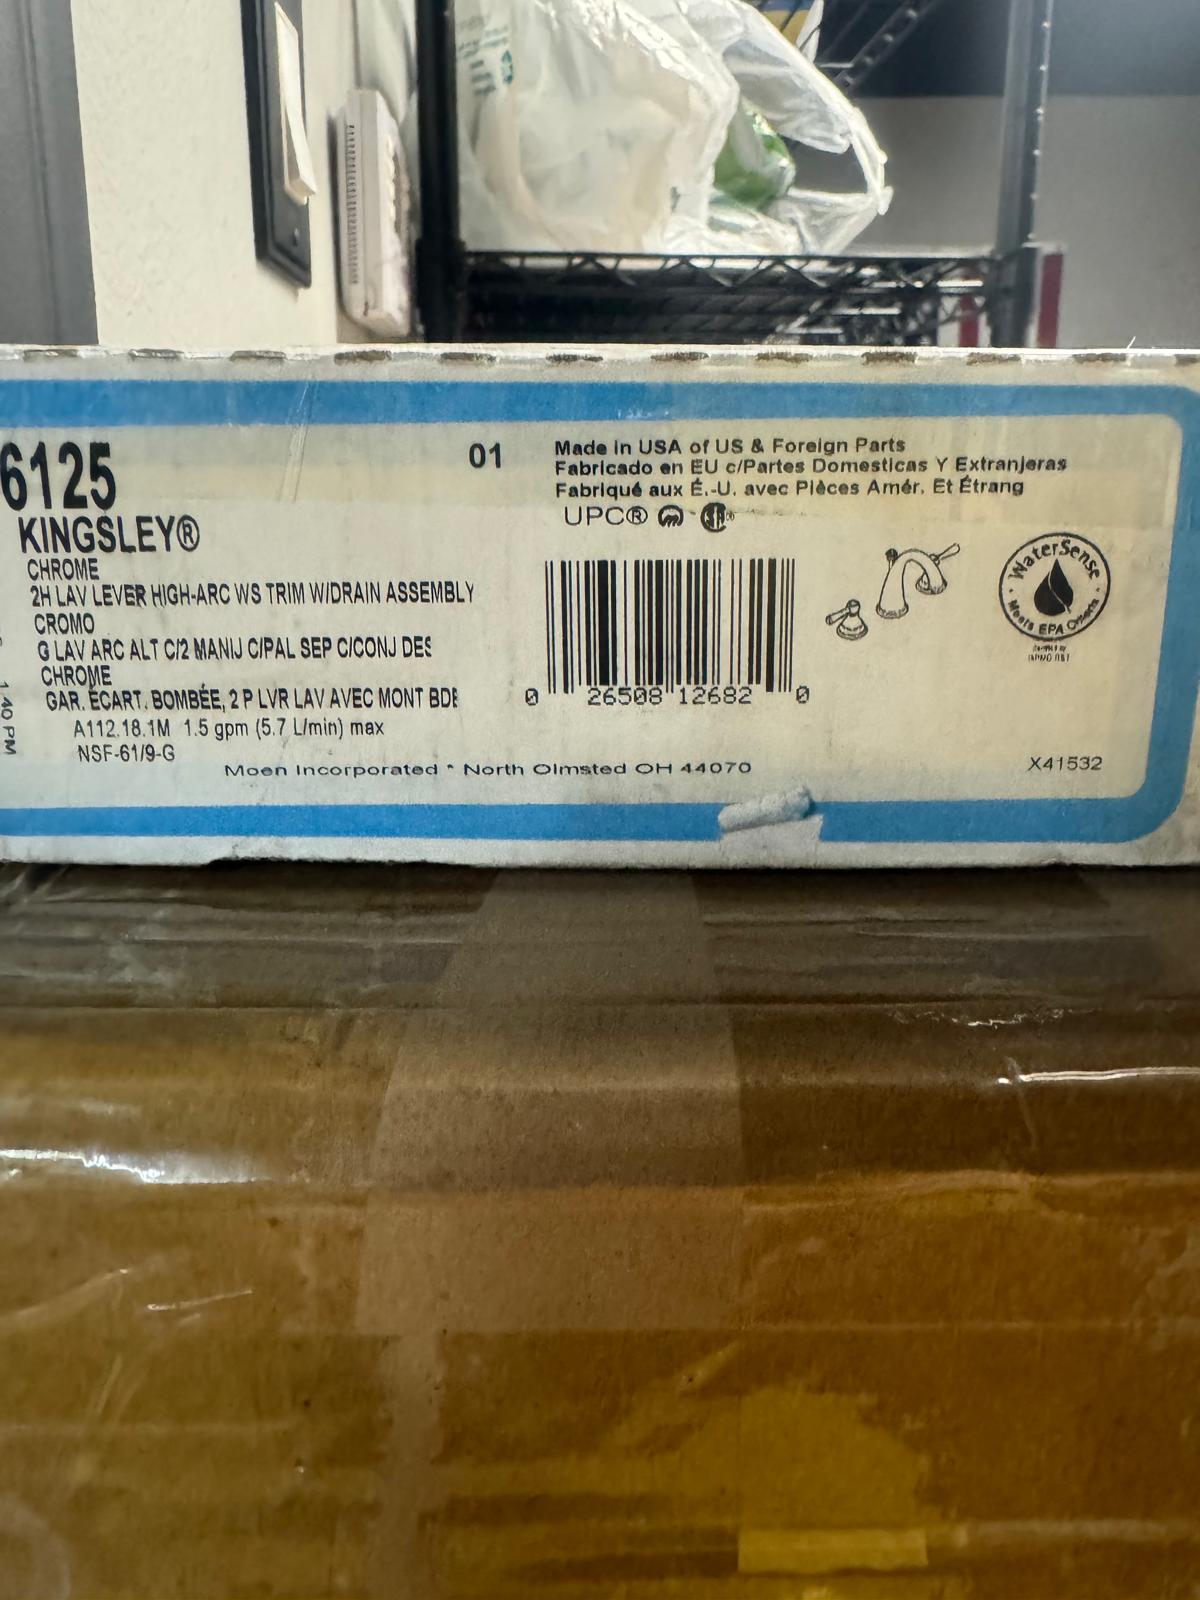 6125
KINGSLEY®
CHROME
2H LAV LEVER HIGH-ARC WS TRIM W/DRAIN ASSEMBLY
CROMO
G LAV ARC ALT C/2 MANIJ C/PAL SEP C/CONJ DES
CHROME
GAR. ÉCART. BOMBÉE, 2 P LVR LAV AVEC MONT BDE
A112.18.1M 1.5 gpm (5.7 L/min) max
NSF-61/9-G
Moen Incorporated * North Olmsted OH 44070
1:40 PM
01
Made in USA of US & Foreign Parts
Fabricado en EU c/Partes Domesticas Y Extranjeras
Fabriqué aux É.-U. avec Pièces Amér. Et Étrang
UPC®
0 26508 12682 0
WaterSense
Meets EPA Criteria
X41532